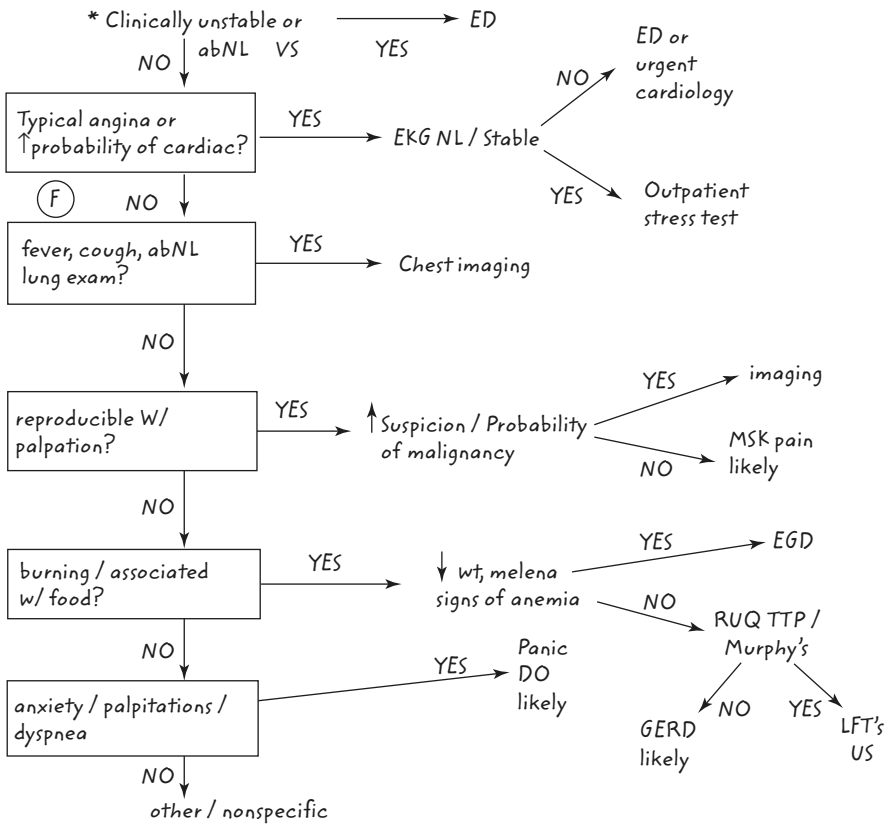 * Clinically unstable or
abNL VS
YES
ED
NO
Typical angina or
↑probability of cardiac?
YES
EKG NL / Stable
NO
ED or
urgent
cardiology
YES
Outpatient
stress test
F
NO
fever, cough, abNL
lung exam?
YES
Chest imaging
NO
reproducible W/
palpation?
YES
↑ Suspicion / Probability
of malignancy
YES
imaging
NO
MSK pain
likely
NO
burning / associated
w/ food?
YES
↓ wt, melena
signs of anemia
YES
EGD
NO
RUQ TTP /
Murphy's
NO
GERD
likely
YES
LFT's
US
NO
anxiety / palpitations /
dyspnea
YES
Panic
DO
likely
NO
other / nonspecific